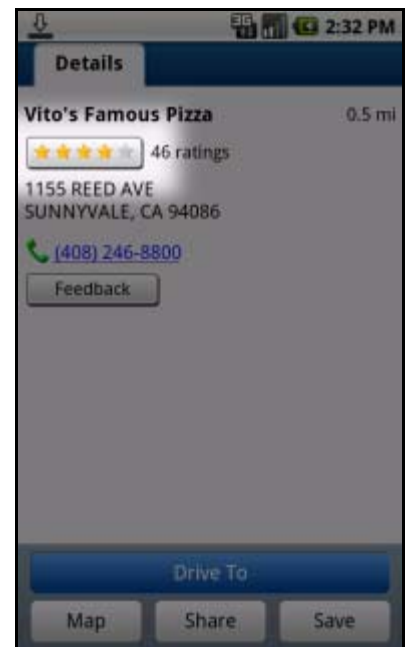 3G 2:32 PM
Details
Vito's Famous Pizza 0.5 mi
46 ratings
1155 REED AVE
SUNNYVALE, CA 94086
(408) 246-8800
Feedback
Drive To
Map Share Save